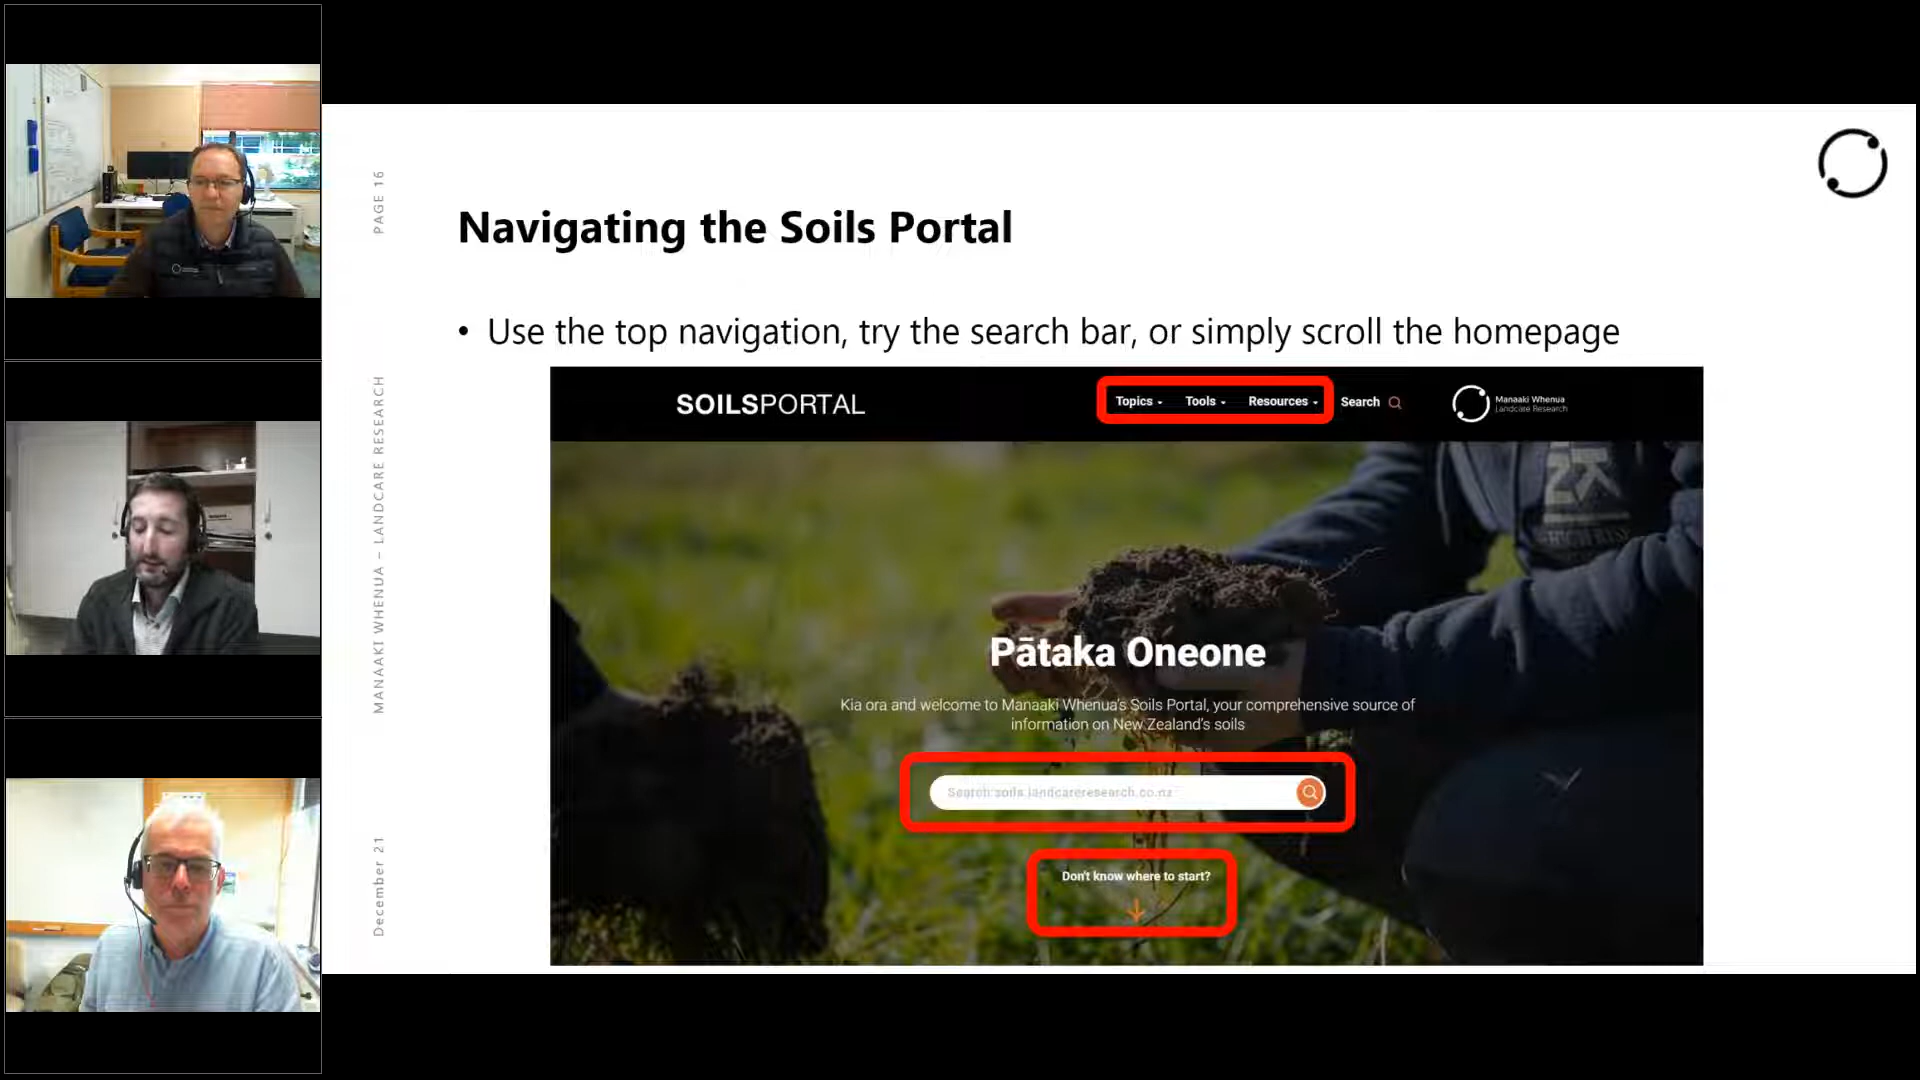 PAGE 16
MANAAKI WHENUA – LANDCARE RESEARCH
December 21
Navigating the Soils Portal
• Use the top navigation, try the search bar, or simply scroll the homepage
SOILSPORTAL
Topics
Tools
Resources
Search
Manaaki Whenua
Landcare Research
Pātaka Oneone
Kia ora and welcome to Manaaki Whenua's Soils Portal, your comprehensive source of
information on New Zealand's soils
Search soils.landcareresearch.co.nz
Don't know where to start?